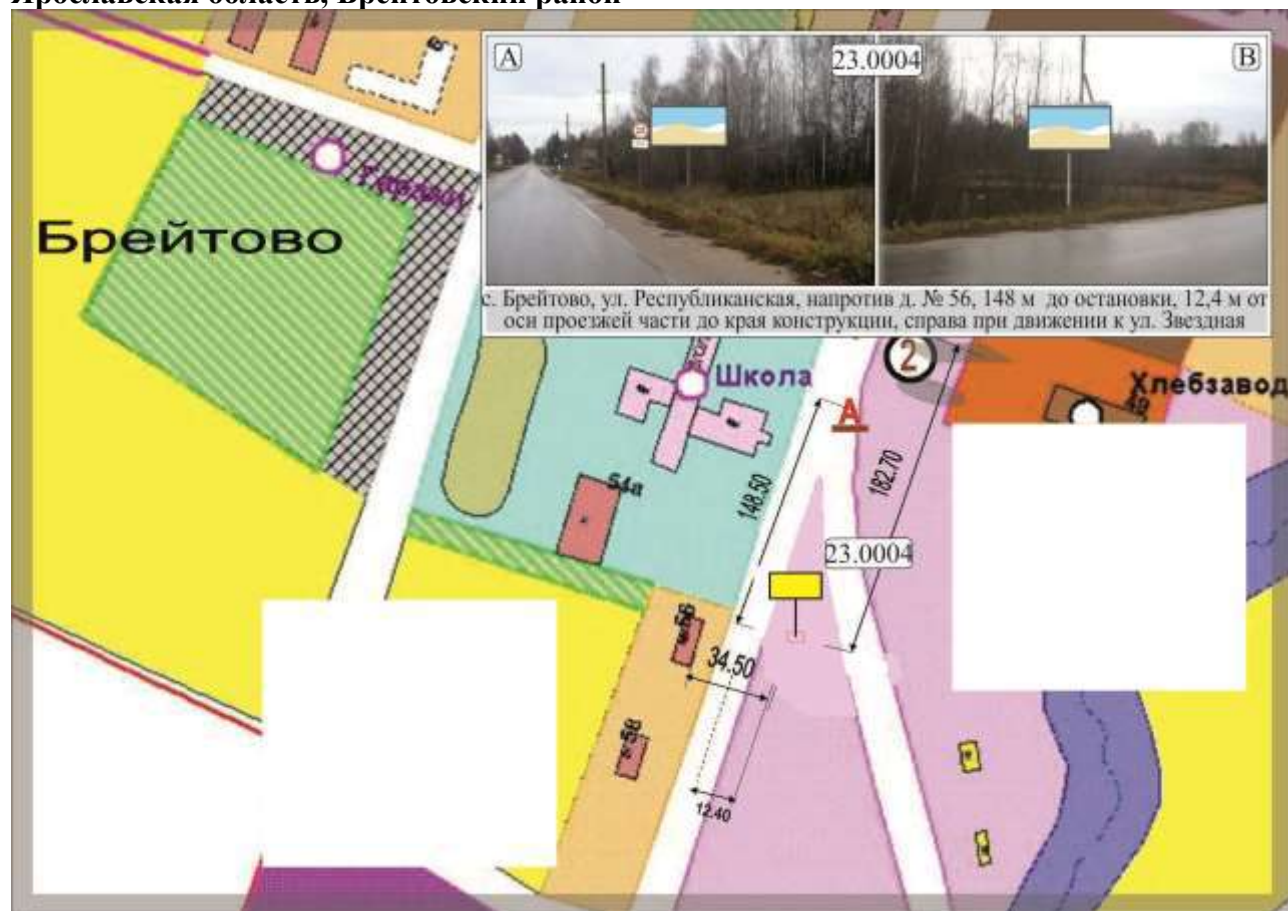 Ярославская область, Брейтовский район
А
23.0004
В
с. Брейтово, ул. Республиканская, напротив д. № 56, 148 м до остановки, 12,4 м от
оси проезжей части до края конструкции, справа при движении к ул. Звездная
Брейтово
2
Школа
Хлебзавод
А
54а
148.50
182.70
23.0004
56
34.50
58
12.40